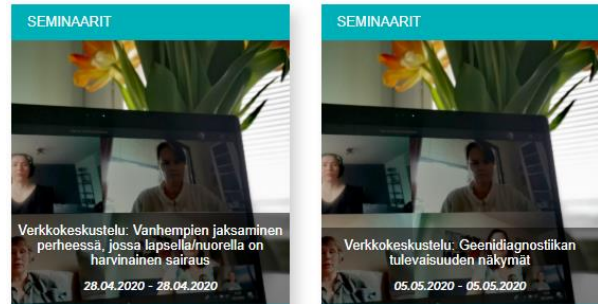 SEMINAARIT
Verkkokeskustelu: Vanhempien jaksaminen
perheessä, jossa lapsella/nuorella on
harvinainen sairaus
28.04.2020 - 28.04.2020
SEMINAARIT
Verkkokeskustelu: Geenidiagnostiikan
tulevaisuuden näkymät
05.05.2020 - 05.05.2020